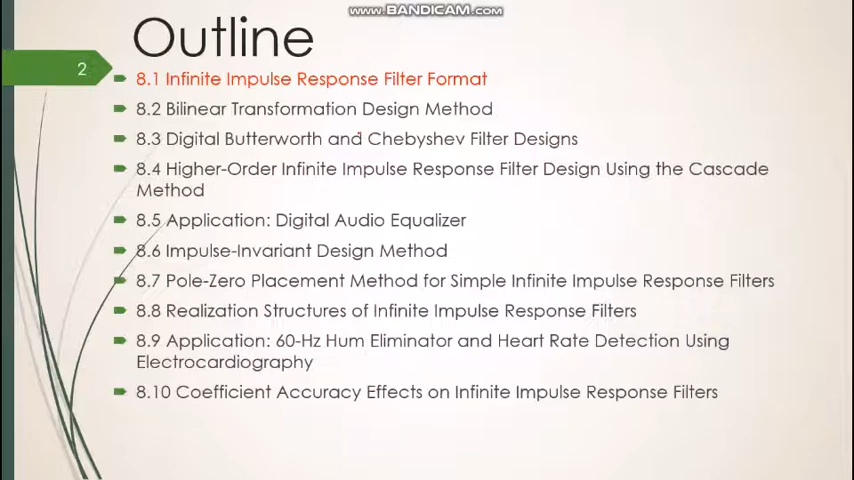 www.BANDICAM.com
Outline
2
8.1 Infinite Impulse Response Filter Format
8.2 Bilinear Transformation Design Method
8.3 Digital Butterworth and Chebyshev Filter Designs
8.4 Higher-Order Infinite Impulse Response Filter Design Using the Cascade
Method
8.5 Application: Digital Audio Equalizer
8.6 Impulse-Invariant Design Method
8.7 Pole-Zero Placement Method for Simple Infinite Impulse Response Filters
8.8 Realization Structures of Infinite Impulse Response Filters
8.9 Application: 60-Hz Hum Eliminator and Heart Rate Detection Using
Electrocardiography
8.10 Coefficient Accuracy Effects on Infinite Impulse Response Filters